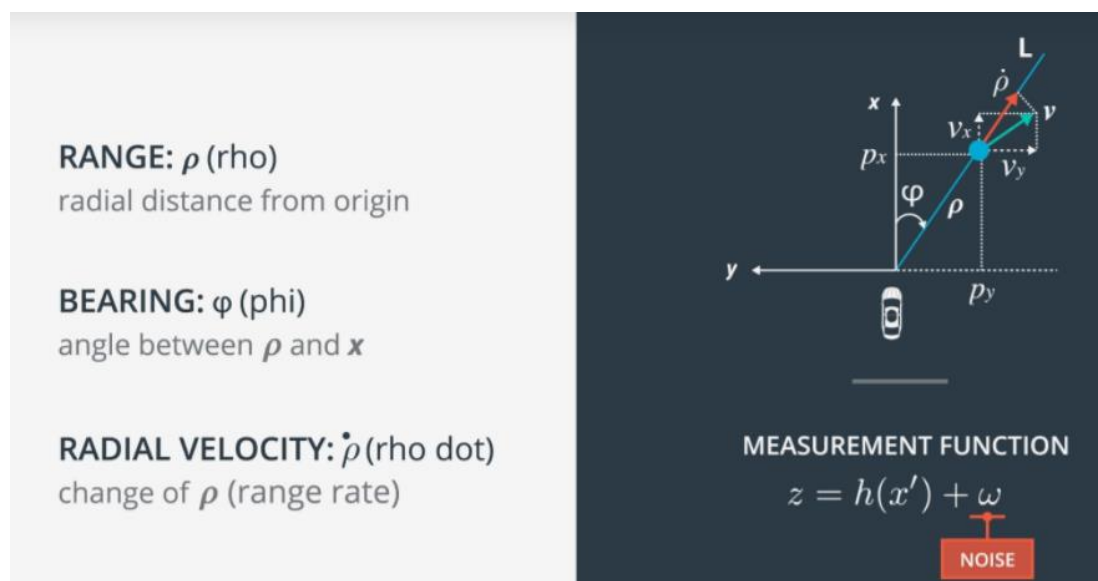 RANGE: ρ (rho)
radial distance from origin
BEARING: φ (phi)
angle between ρ and x
RADIAL VELOCITY: ρ̇ (rho dot)
change of ρ (range rate)
L
ρ̇
x
v
vx
px
vy
φ
ρ
y
py
MEASUREMENT FUNCTION
z = h(x′) + ω
NOISE